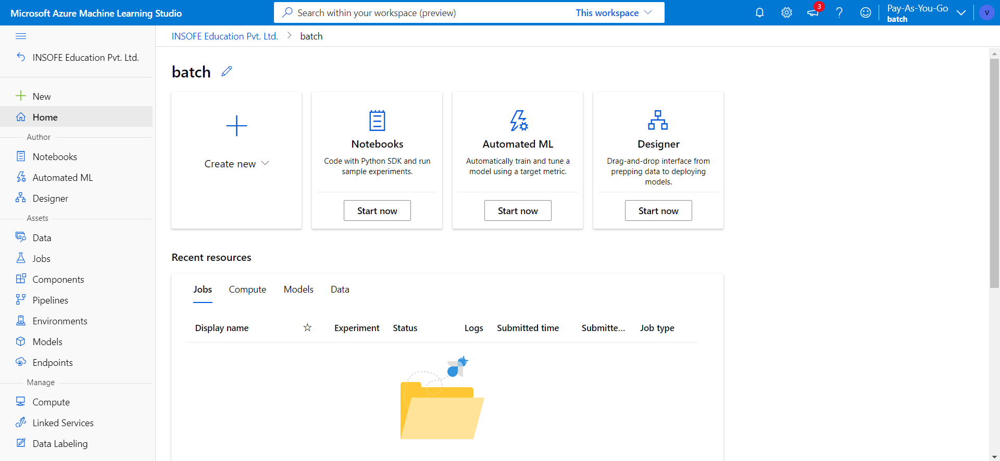 Microsoft Azure Machine Learning Studio
Search within your workspace (preview)
This workspace
3
Pay-As-You-Go
batch
V
INSOFE Education Pvt. Ltd.
New
Home
Author
Notebooks
Automated ML
Designer
Assets
Data
Jobs
Components
Pipelines
Environments
Models
Endpoints
Manage
Compute
Linked Services
Data Labeling
INSOFE Education Pvt. Ltd. > batch
batch
Create new
Notebooks
Code with Python SDK and run
sample experiments.
Start now
Automated ML
Automatically train and tune a
model using a target metric.
Start now
Designer
Drag-and-drop interface from
prepping data to deploying
models.
Start now
Recent resources
Jobs Compute Models Data
Display name Experiment Status Logs Submitted time Submitte... Job type